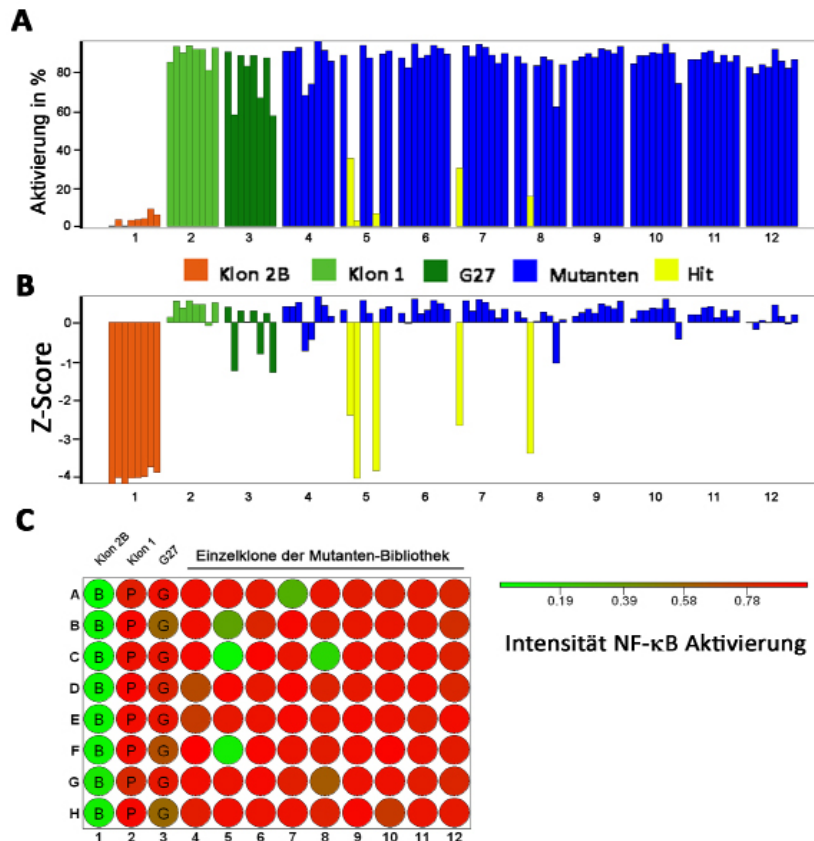 A
Aktivierung in %
80
60
40
20
0
1 2 3 4 5 6 7 8 9 10 11 12
Klon 2B Klon 1 G27 Mutanten Hit
B
Z-Score
0
-1
-2
-3
-4
1 2 3 4 5 6 7 8 9 10 11 12
C
Klon 2B Klon 1 G27
Einzelklone der Mutanten-Bibliothek
A B P G
B B P G
C B P G
D B P G
E B P G
F B P G
G B P G
H B P G
1 2 3 4 5 6 7 8 9 10 11 12
0.19 0.39 0.58 0.78
Intensität NF-κB Aktivierung